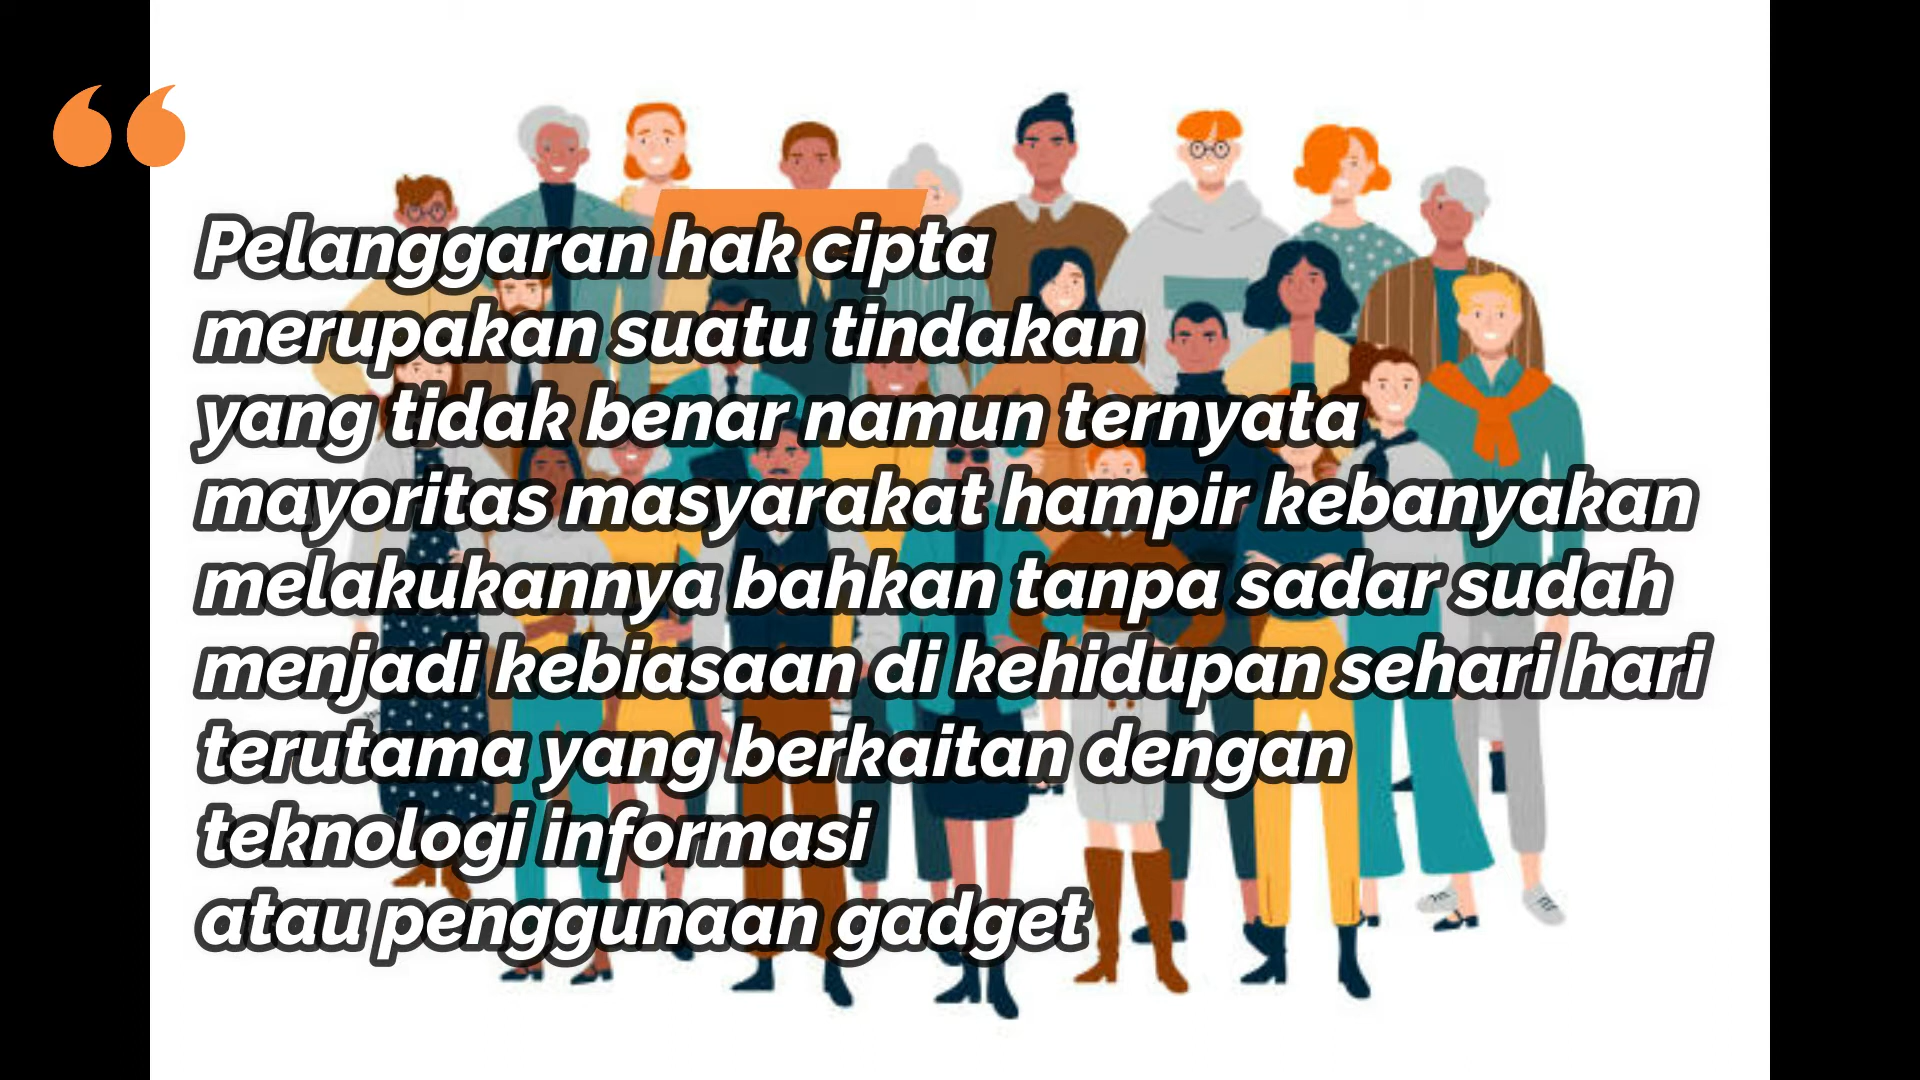 Pelanggaran hak cipta
merupakan suatu tindakan
yang tidak benar namun ternyata
mayoritas masyarakat hampir kebanyakan
melakukannya bahkan tanpa sadar sudah
menjadi kebiasaan di kehidupan sehari hari
terutama yang berkaitan dengan
teknologi informasi
atau penggunaan gadget